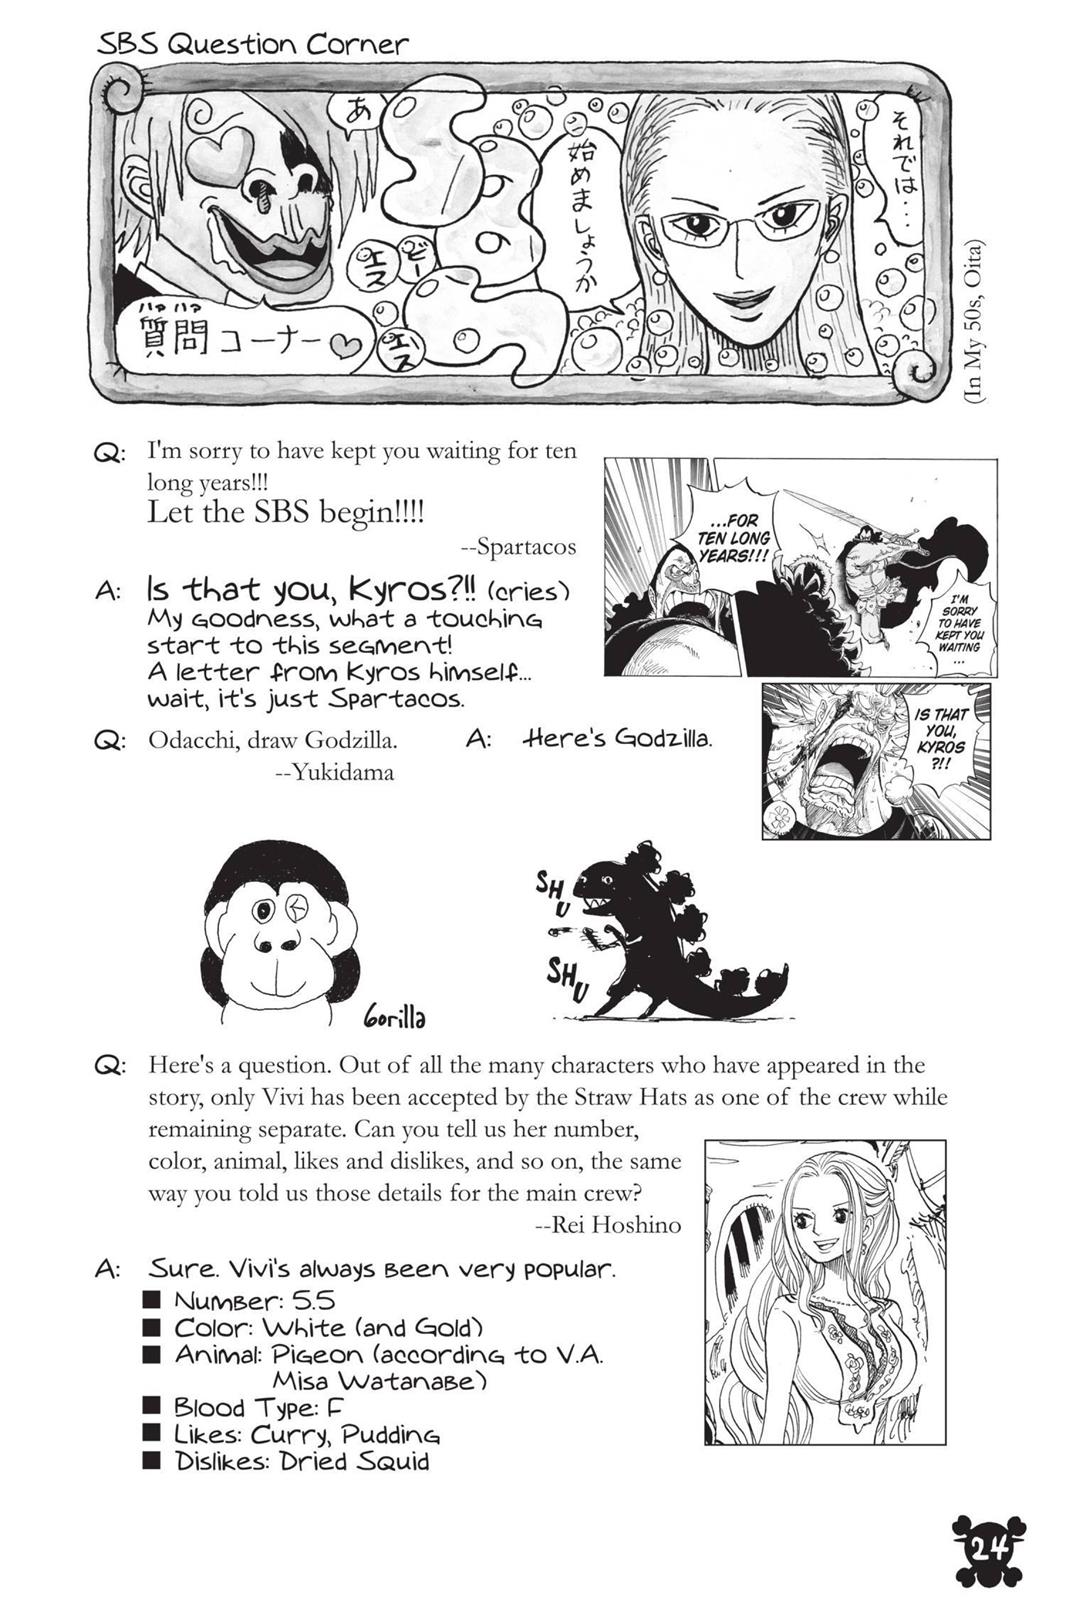 SBS Question Corner
それでは・・・
始めましょうか
あ
エス
ビー
エス
ハァハァ
質問コーナー♡
(In My 50s, Oita)
Q: I'm sorry to have kept you waiting for ten
long years!!!
Let the SBS begin!!!!
--Spartacos
A: Is that you, Kyros?!! (cries)
My goodness, what a touching
start to this segment!
A letter from Kyros himself...
wait, it's just Spartacos.
I'M
SORRY
TO HAVE
KEPT YOU
WAITING
...
...FOR
TEN LONG
YEARS!!!
IS THAT
YOU,
KYROS
?!!
Q: Odacchi, draw Godzilla.
--Yukidama
A: Here's Godzilla.
Gorilla
SHU
SHU
Q: Here's a question. Out of all the many characters who have appeared in the
story, only Vivi has been accepted by the Straw Hats as one of the crew while
remaining separate. Can you tell us her number,
color, animal, likes and dislikes, and so on, the same
way you told us those details for the main crew?
--Rei Hoshino
A: Sure. Vivi's always been very popular.
■ Number: 5.5
■ Color: White (and Gold)
■ Animal: Pigeon (according to V.A.
Misa Watanabe)
■ Blood Type: F
■ Likes: Curry, Pudding
■ Dislikes: Dried Squid
24